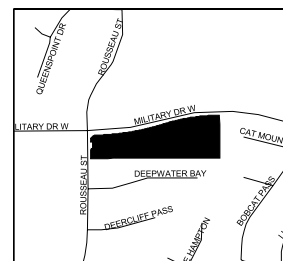 QUEENSPOINT DR
ROUSSEAU ST
MILITARY DR W
LITARY DR W
CAT MOUN
DEEPWATER BAY
ROUSSEAU ST
BOBCAT PASS
DEERCLIFF PASS
E HAMPTON